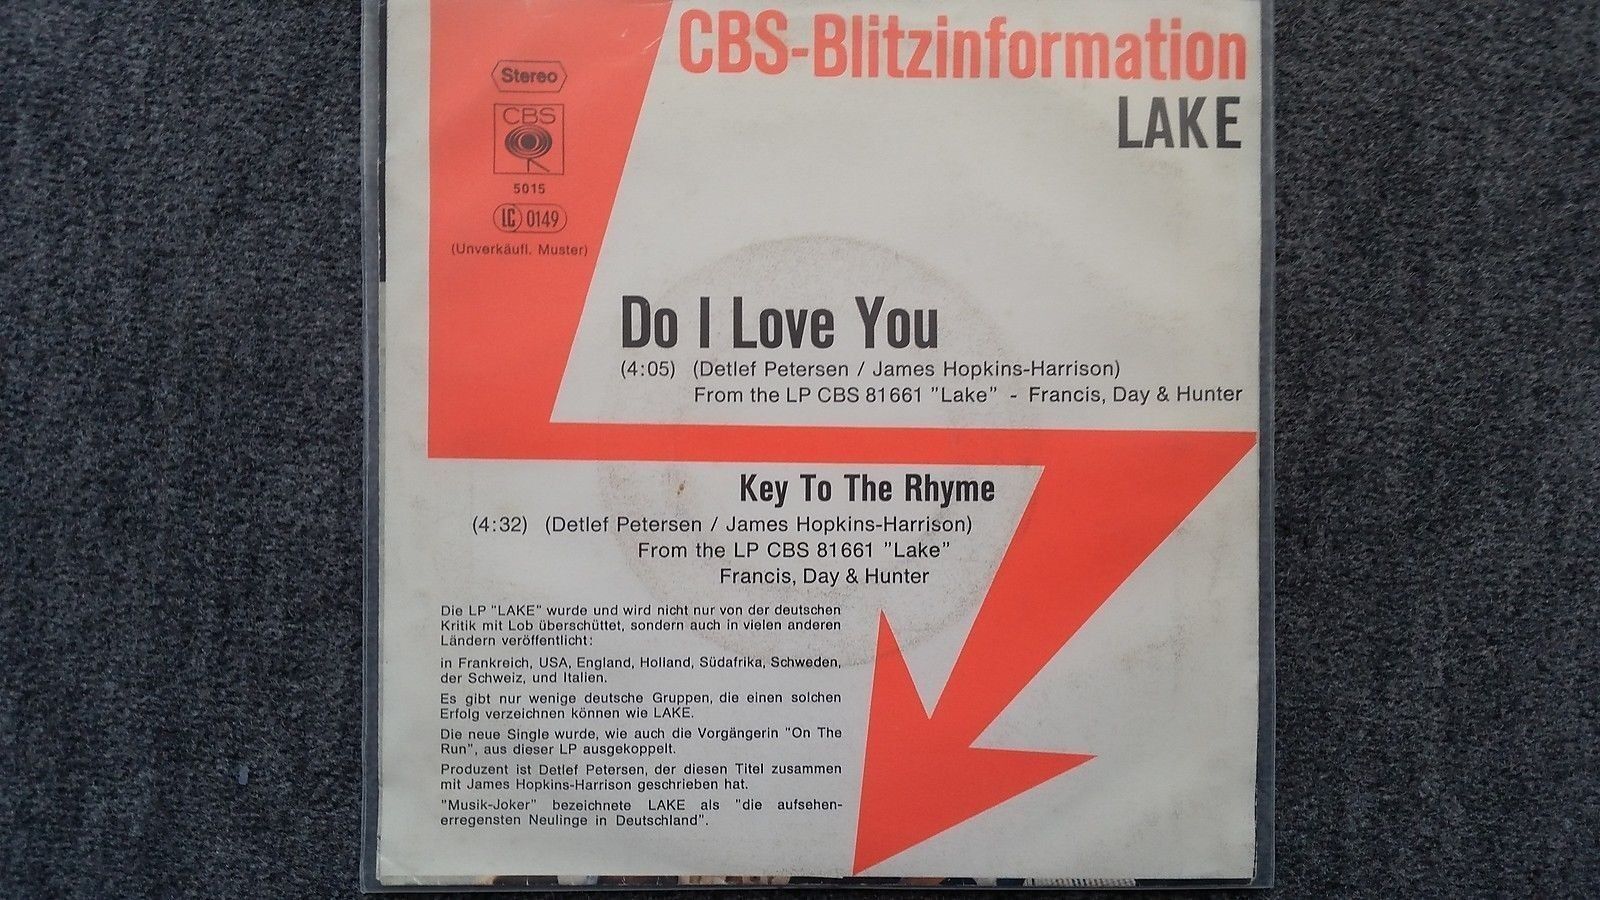 CBS-Blitzinformation
LAKE
Stereo
CBS
5015
LC 0149
(Unverkäufl. Muster)
Do I Love You
(4:05) (Detlef Petersen / James Hopkins-Harrison)
From the LP CBS 81661 "Lake" - Francis, Day & Hunter
Key To The Rhyme
(4:32) (Detlef Petersen / James Hopkins-Harrison)
From the LP CBS 81661 "Lake"
Francis, Day & Hunter
Die LP "LAKE" wurde und wird nicht nur von der deutschen
Kritik mit Lob überschüttet, sondern auch in vielen anderen
Ländern veröffentlicht:
in Frankreich, USA, England, Holland, Südafrika, Schweden,
der Schweiz, und Italien.
Es gibt nur wenige deutsche Gruppen, die einen solchen
Erfolg verzeichnen können wie LAKE.
Die neue Single wurde, wie auch die Vorgängerin "On The
Run", aus dieser LP ausgekoppelt.
Produzent ist Detlef Petersen, der diesen Titel zusammen
mit James Hopkins-Harrison geschrieben hat.
"Musik-Joker" bezeichnete LAKE als "die aufsehen-
erregensten Neulinge in Deutschland".